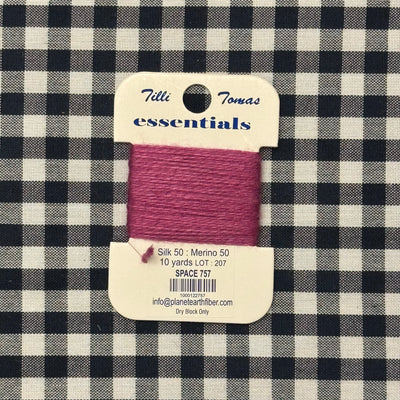 Tilli Tomas
essentials
Silk 50 : Merino 50
10 yards LOT : 207
SPACE 757
1000122757
info@planetearthfiber.com
Dry Block Only